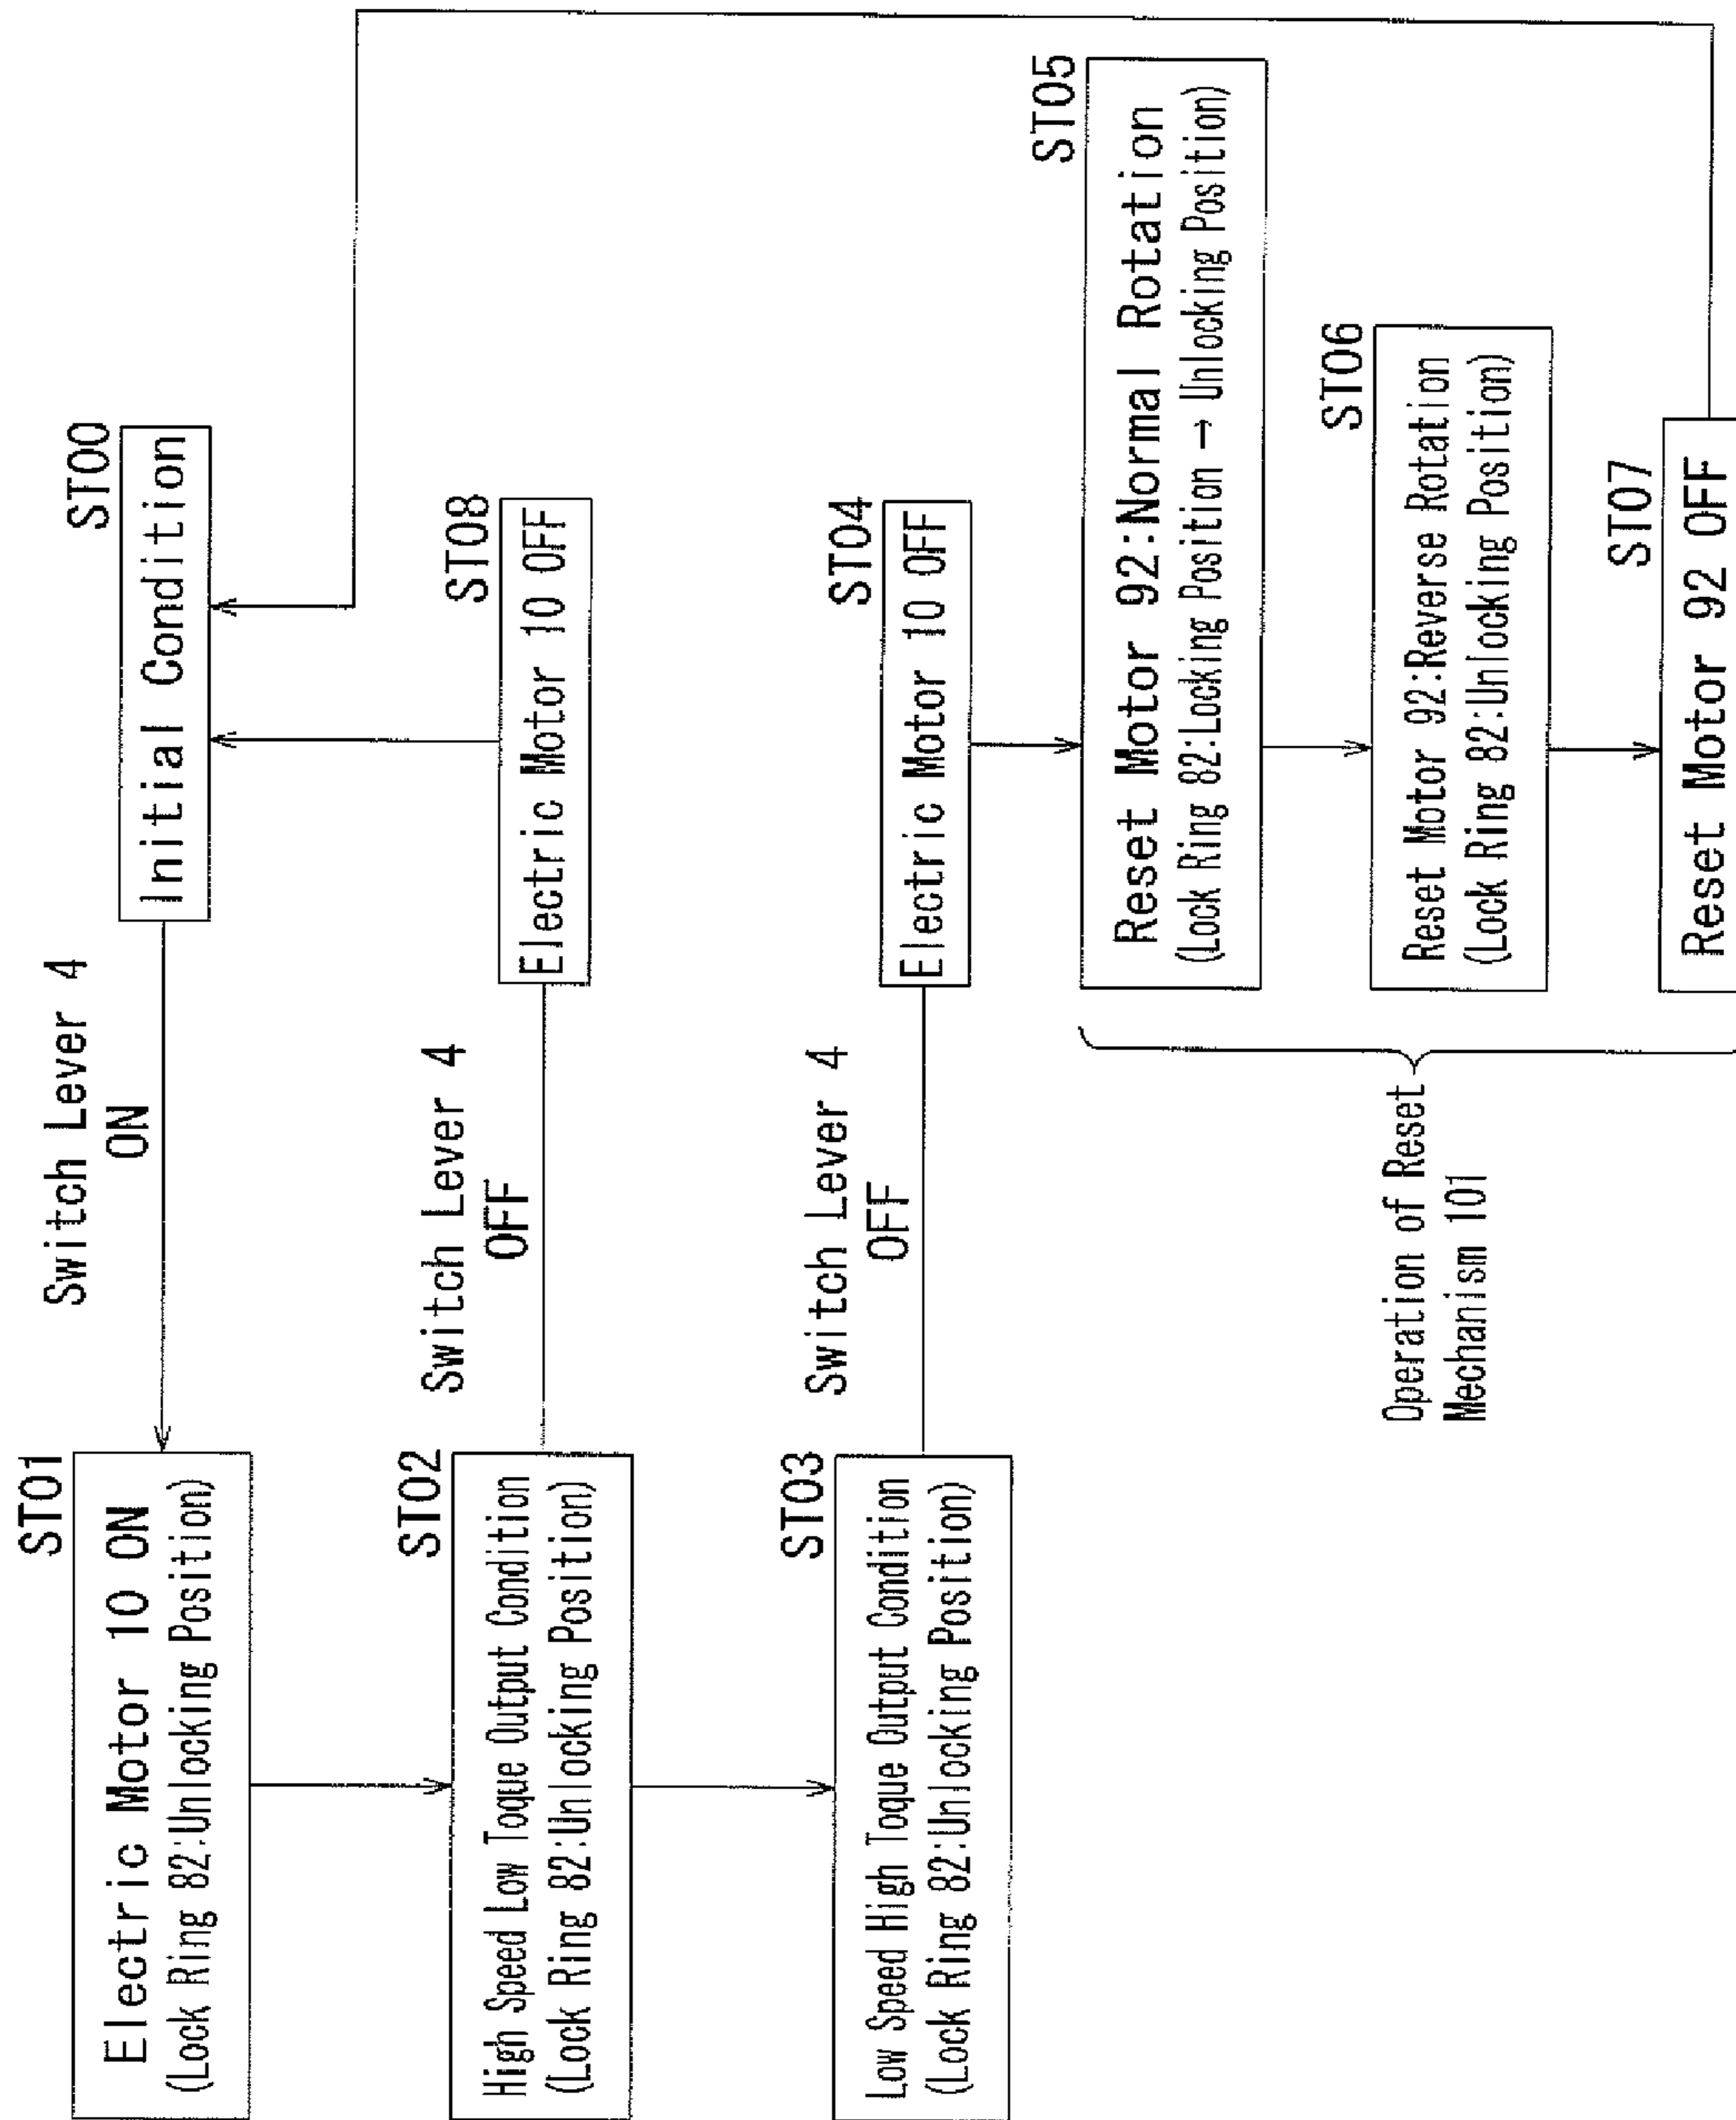 ST00
Initial Condition
Switch Lever 4
ON
ST01
Electric Motor 10 ON
(Lock Ring 82:Unlocking Position)
ST02
High Speed Low Toque Output Condition
(Lock Ring 82:Unlocking Position)
Switch Lever 4
OFF
ST08
Electric Motor 10 OFF
ST03
Low Speed High Toque Output Condition
(Lock Ring 82:Unlocking Position)
Switch Lever 4
OFF
ST04
Electric Motor 10 OFF
ST05
Reset Motor 92:Normal Rotation
(Lock Ring 82:Locking Position → Unlocking Position)
ST06
Reset Motor 92:Reverse Rotation
(Lock Ring 82:Unlocking Position)
ST07
Reset Motor 92 OFF
Operation of Reset
Mechanism 101